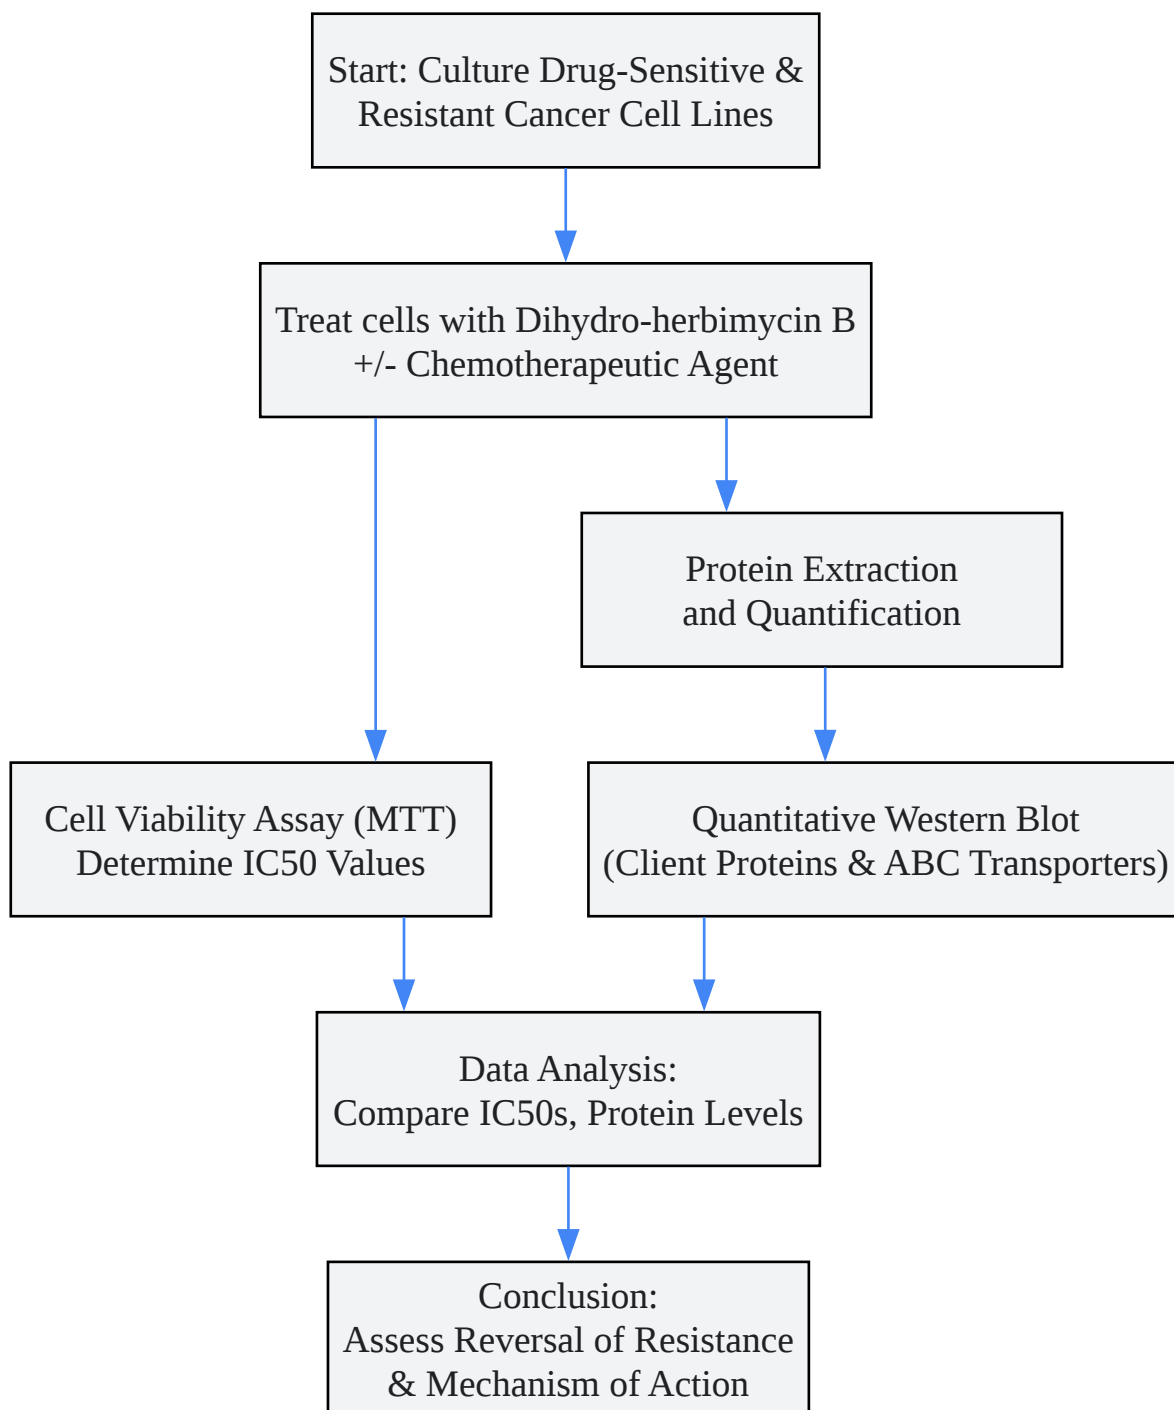 Start: Culture Drug-Sensitive &
Resistant Cancer Cell Lines
Treat cells with Dihydro-herbimycin B
+/- Chemotherapeutic Agent
Protein Extraction
and Quantification
Cell Viability Assay (MTT)
Determine IC50 Values
Quantitative Western Blot
(Client Proteins & ABC Transporters)
Data Analysis:
Compare IC50s, Protein Levels
Conclusion:
Assess Reversal of Resistance
& Mechanism of Action